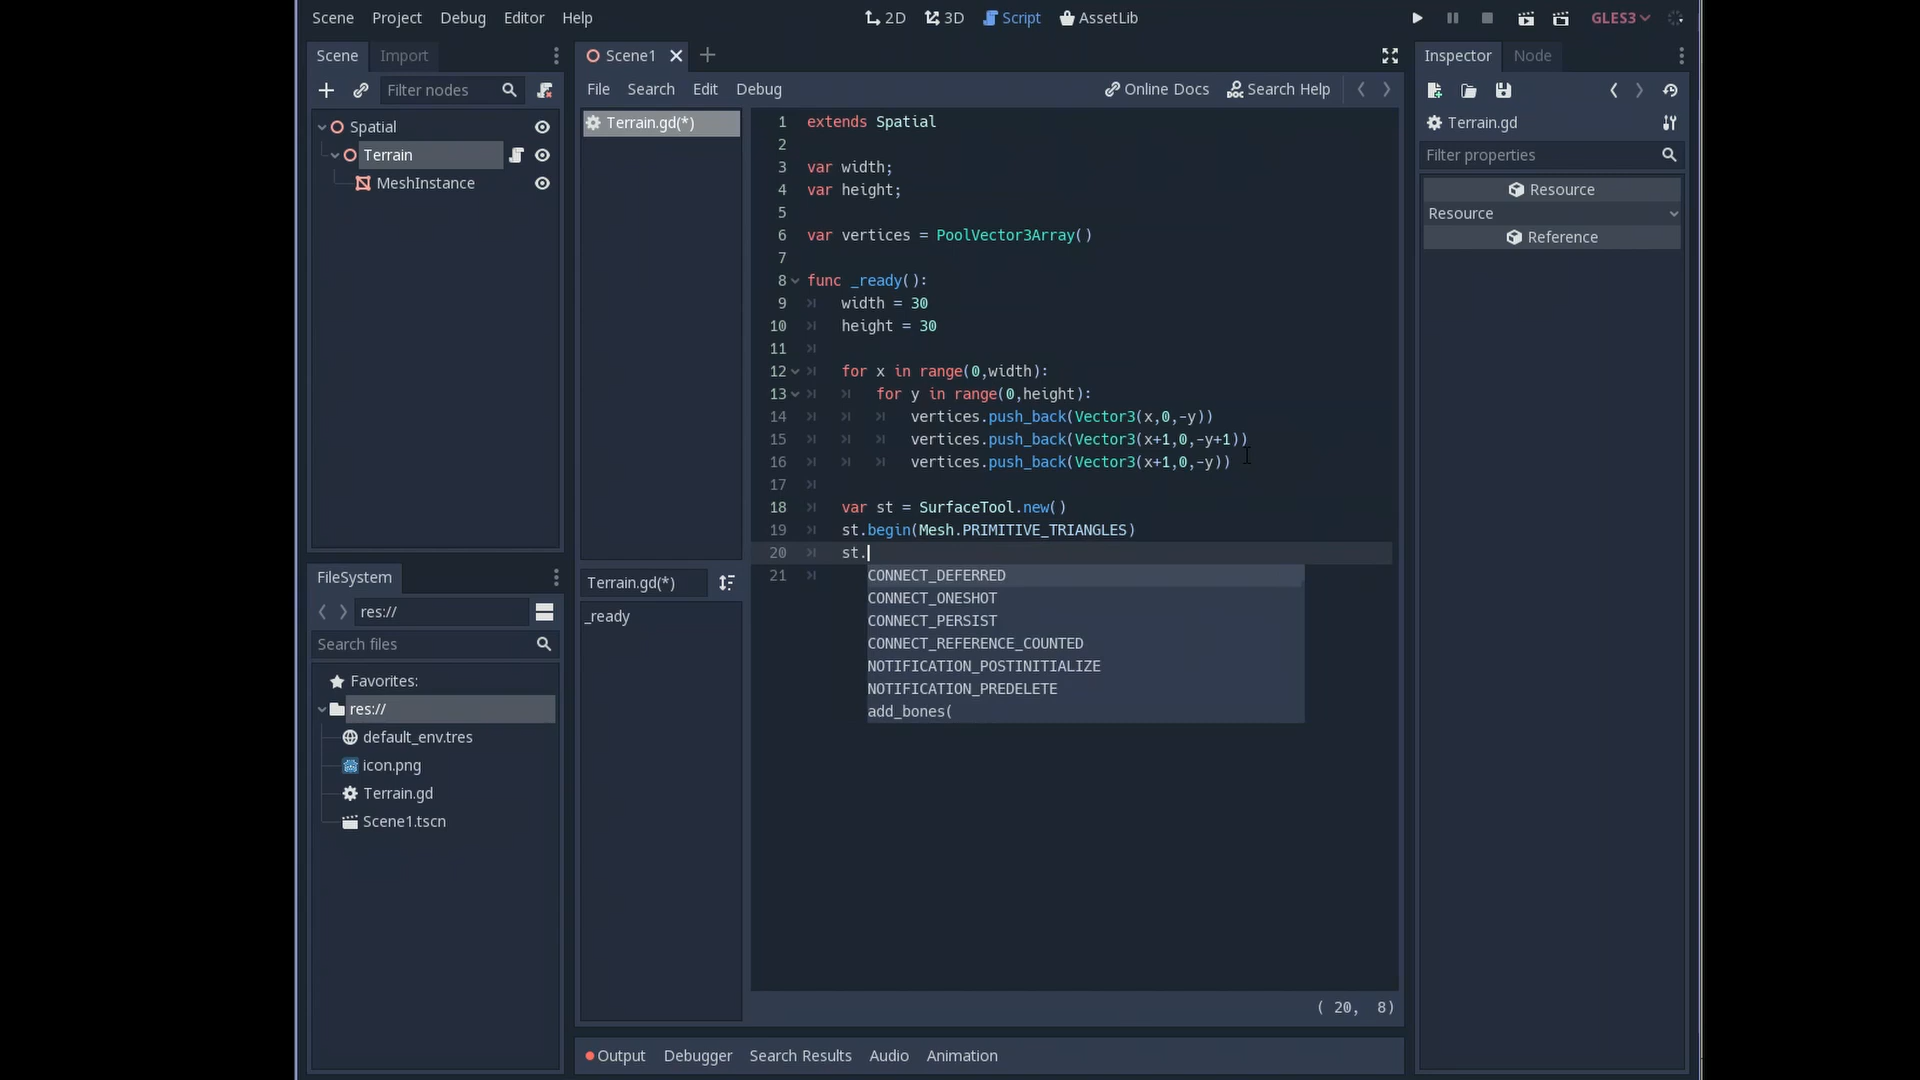 Scene Project Debug Editor Help
2D 3D Script AssetLib
GLES3
Scene Import
Filter nodes
Spatial
Terrain
MeshInstance
FileSystem
res://
Search files
Favorites:
res://
default_env.tres
icon.png
Terrain.gd
Scene1.tscn
Scene1
File Search Edit Debug
Online Docs Search Help
Terrain.gd(*)
Terrain.gd(*)
_ready
1 extends Spatial
2
3 var width;
4 var height;
5
6 var vertices = PoolVector3Array()
7
8 func _ready():
9 width = 30
10 height = 30
11
12 for x in range(0,width):
13 for y in range(0,height):
14 vertices.push_back(Vector3(x,0,-y))
15 vertices.push_back(Vector3(x+1,0,-y+1))
16 vertices.push_back(Vector3(x+1,0,-y))
17
18 var st = SurfaceTool.new()
19 st.begin(Mesh.PRIMITIVE_TRIANGLES)
20 st.
21
CONNECT_DEFERRED
CONNECT_ONESHOT
CONNECT_PERSIST
CONNECT_REFERENCE_COUNTED
NOTIFICATION_POSTINITIALIZE
NOTIFICATION_PREDELETE
add_bones(
( 20, 8)
Output Debugger Search Results Audio Animation
Inspector Node
Terrain.gd
Filter properties
Resource
Resource
Reference